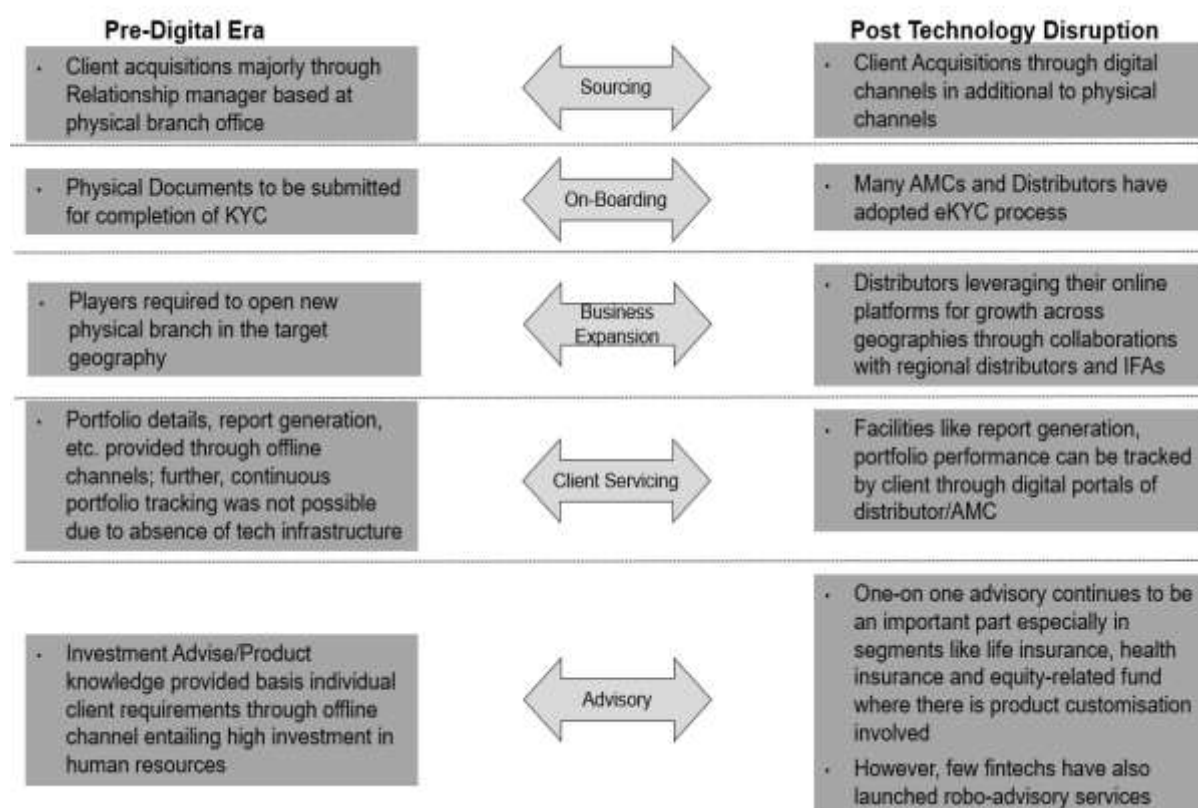 Pre-Digital Era
Post Technology Disruption
• Client acquisitions majorly through
Relationship manager based at
physical branch office
Sourcing
• Client Acquisitions through digital
channels in additional to physical
channels
• Physical Documents to be submitted
for completion of KYC
On-Boarding
• Many AMCs and Distributors have
adopted eKYC process
• Players required to open new
physical branch in the target
geography
Business
Expansion
• Distributors leveraging their online
platforms for growth across
geographies through collaborations
with regional distributors and IFAs
• Portfolio details, report generation,
etc. provided through offline
channels; further, continuous
portfolio tracking was not possible
due to absence of tech infrastructure
Client Servicing
• Facilities like report generation,
portfolio performance can be tracked
by client through digital portals of
distributor/AMC
• Investment Advise/Product
knowledge provided basis individual
client requirements through offline
channel entailing high investment in
human resources
Advisory
• One-on one advisory continues to be
an important part especially in
segments like life insurance, health
insurance and equity-related fund
where there is product customisation
involved
• However, few fintechs have also
launched robo-advisory services